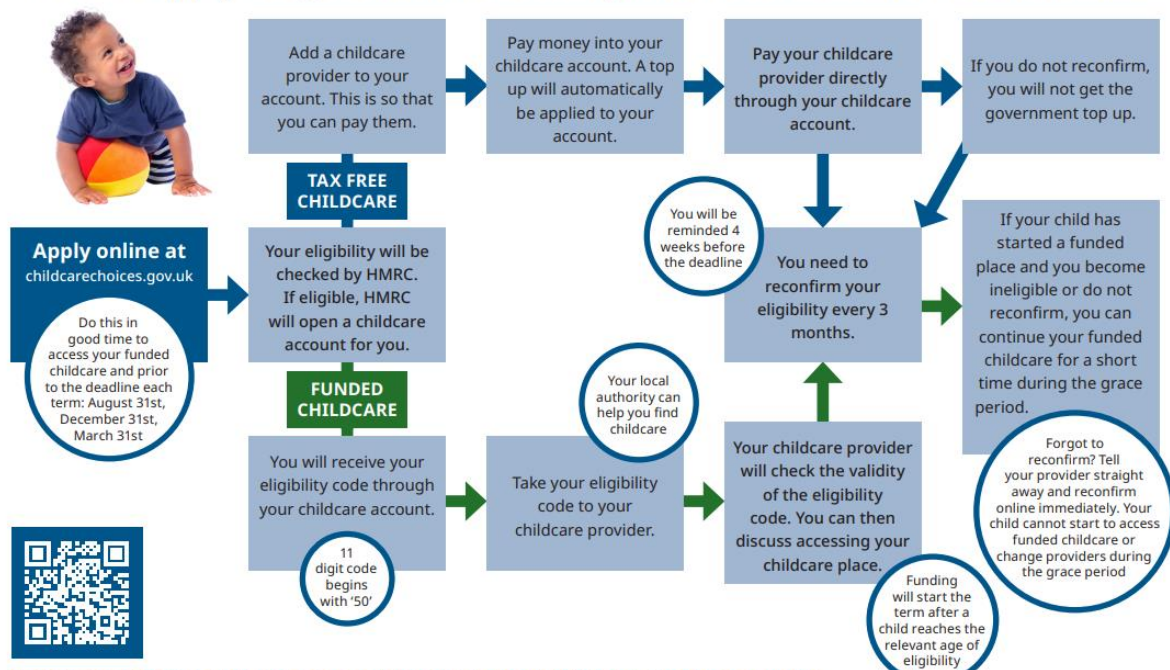 Add a childcare
provider to your
account. This is so that
you can pay them.
Pay money into your
childcare account. A top
up will automatically
be applied to your
account.
Pay your childcare
provider directly
through your childcare
account.
If you do not reconfirm,
you will not get the
government top up.
TAX FREE
CHILDCARE
Apply online at
childcarechoices.gov.uk
Do this in
good time to
access your funded
childcare and prior
to the deadline each
term: August 31st,
December 31st,
March 31st
Your eligibility will be
checked by HMRC.
If eligible, HMRC
will open a childcare
account for you.
You will be
reminded 4
weeks before
the deadline
You need to
reconfirm your
eligibility every 3
months.
If your child has
started a funded
place and you become
ineligible or do not
reconfirm, you can
continue your funded
childcare for a short
time during the grace
period.
FUNDED
CHILDCARE
Your local
authority can
help you find
childcare
You will receive your
eligibility code through
your childcare account.
11
digit code
begins
with ‘50’
Take your eligibility
code to your
childcare provider.
Your childcare provider
will check the validity
of the eligibility
code. You can then
discuss accessing your
childcare place.
Forgot to
reconfirm? Tell
your provider straight
away and reconfirm
online immediately. Your
child cannot start to access
funded childcare or
change providers during
the grace period
Funding
will start the
term after a
child reaches the
relevant age of
eligibility